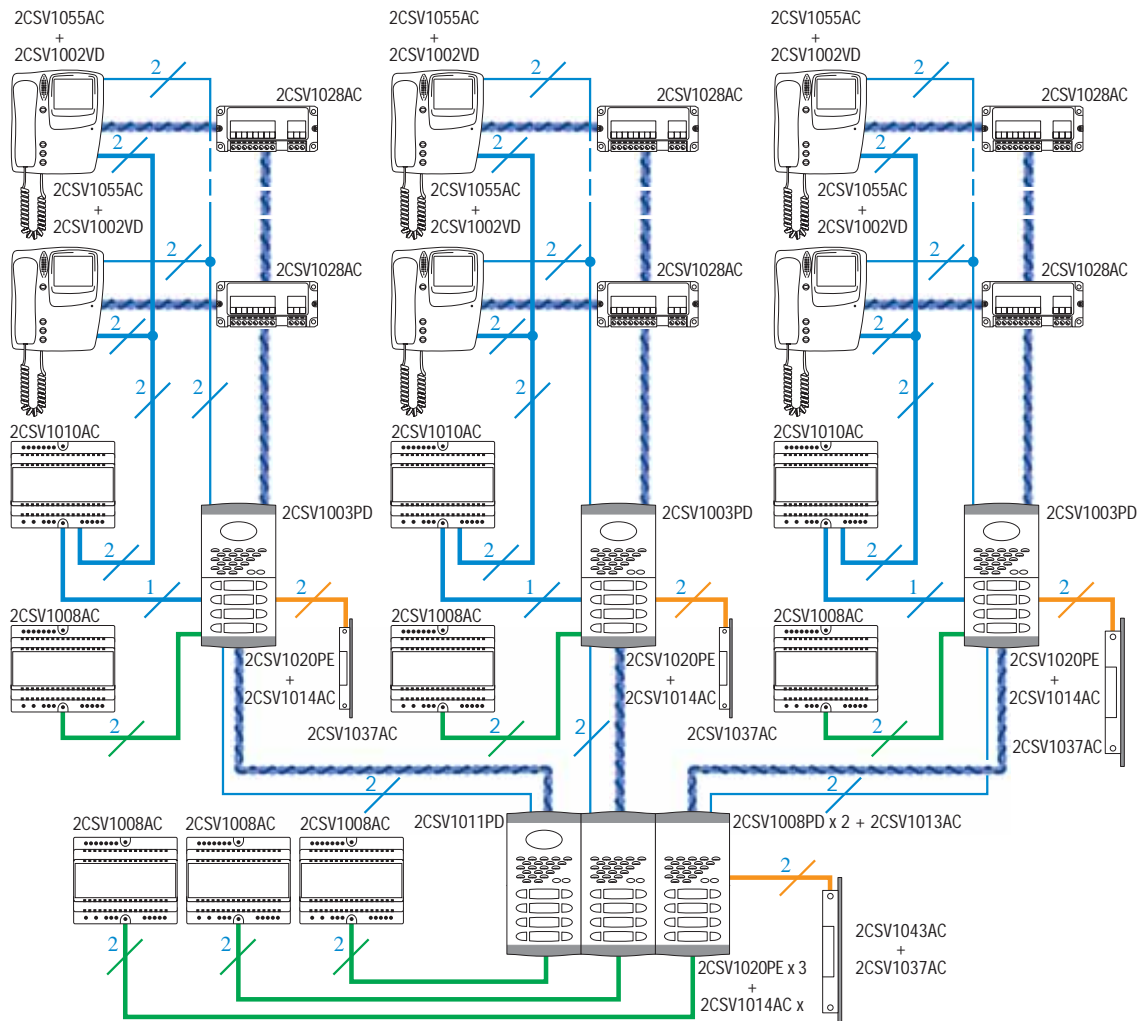 2CSV1055AC
+
2CSV1002VD
2CSV1055AC
+
2CSV1002VD
2CSV1055AC
+
2CSV1002VD
2
2
2
2CSV1028AC
2CSV1028AC
2CSV1028AC
2
2
2
2CSV1055AC
+
2CSV1002VD
2CSV1055AC
+
2CSV1002VD
2CSV1055AC
+
2CSV1002VD
2
2
2
2CSV1028AC
2CSV1028AC
2CSV1028AC
2
2
2
2
2
2
2
2CSV1010AC
2CSV1010AC
2CSV1010AC
2CSV1003PD
2CSV1003PD
2CSV1003PD
2
2
2
1
2
1
2
1
2
2CSV1008AC
2CSV1008AC
2CSV1008AC
2CSV1020PE
+
2CSV1014AC
2CSV1020PE
+
2CSV1014AC
2CSV1020PE
+
2CSV1014AC
2CSV1037AC
2CSV1037AC
2CSV1037AC
2
2
2
2
2
2
2CSV1008AC
2CSV1008AC
2CSV1008AC
2CSV1011PD
2CSV1008PD x 2 + 2CSV1013AC
2
2
2
2
2CSV1043AC
+
2CSV1037AC
2CSV1020PE x 3
+
2CSV1014AC x